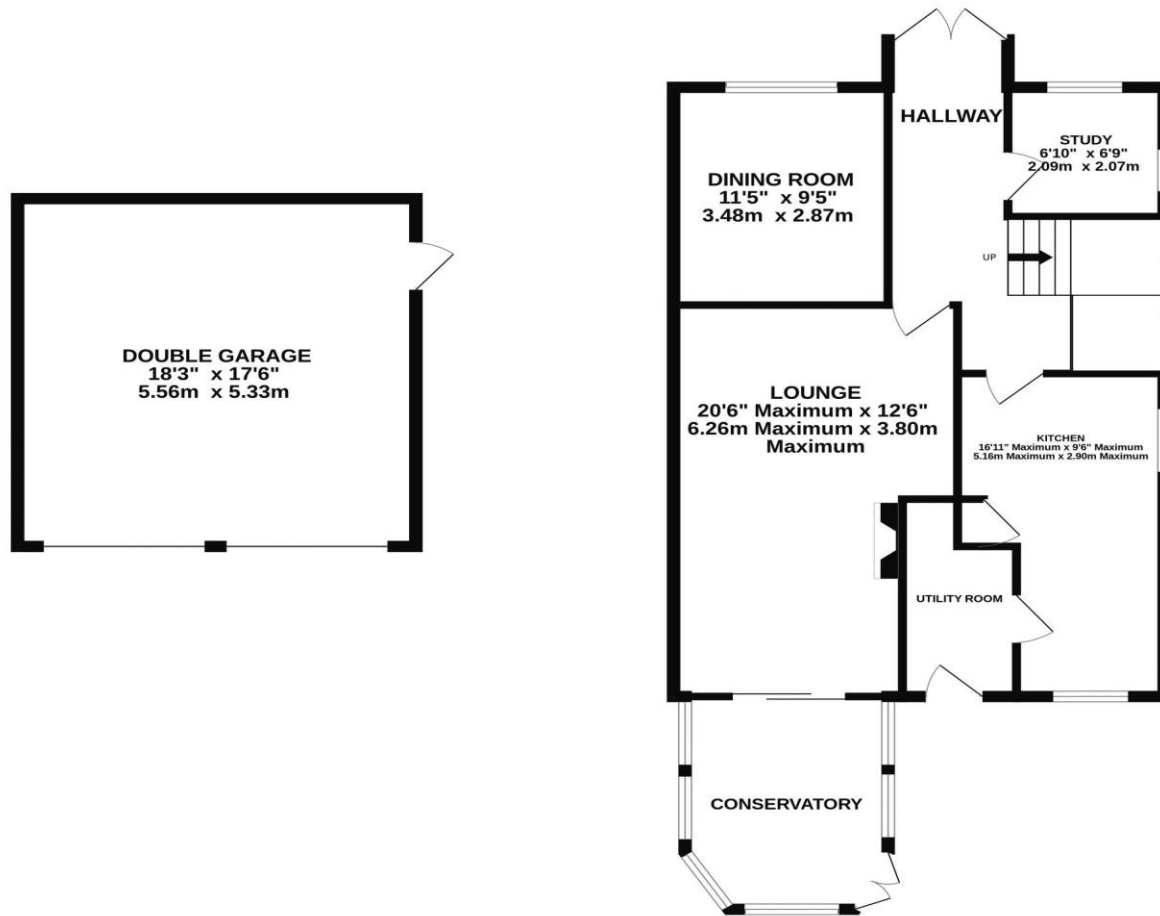 HALLWAY
STUDY
6'10" x 6'9"
2.09m x 2.07m
DINING ROOM
11'5" x 9'5"
3.48m x 2.87m
UP
DOUBLE GARAGE
18'3" x 17'6"
5.56m x 5.33m
LOUNGE
20'6" Maximum x 12'6"
6.26m Maximum x 3.80m
Maximum
KITCHEN
16'11" Maximum x 9'6" Maximum
5.16m Maximum x 2.90m Maximum
UTILITY ROOM
CONSERVATORY